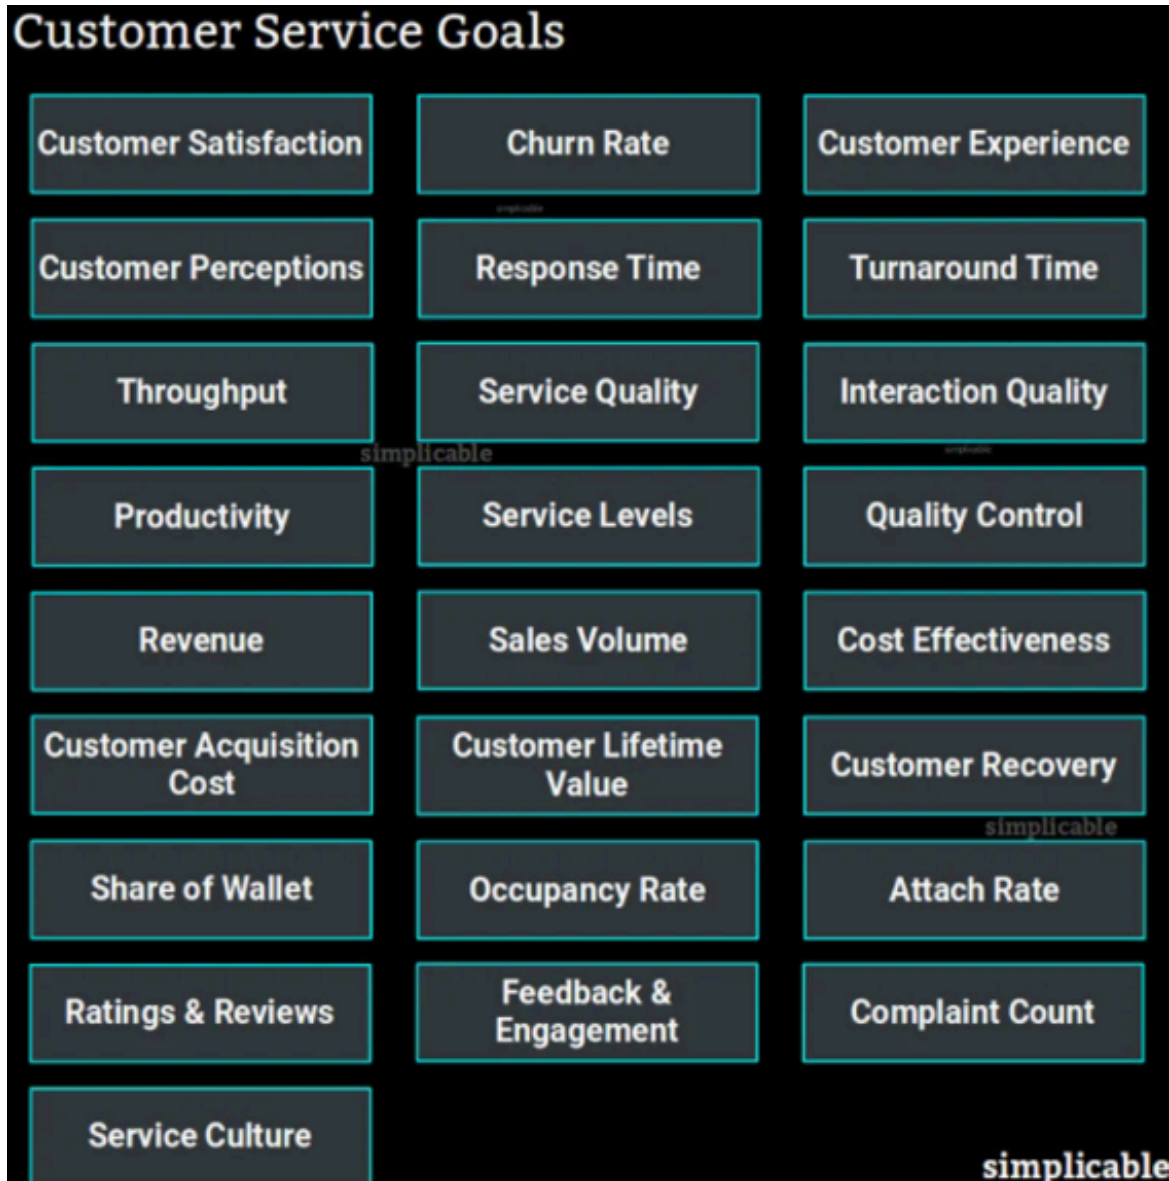 Customer Service Goals
Customer Satisfaction
Churn Rate
Customer Experience
simplicable
Customer Perceptions
Response Time
Turnaround Time
Throughput
Service Quality
Interaction Quality
simplicable
simplicable
Productivity
Service Levels
Quality Control
Revenue
Sales Volume
Cost Effectiveness
Customer Acquisition
Cost
Customer Lifetime
Value
Customer Recovery
simplicable
Share of Wallet
Occupancy Rate
Attach Rate
Ratings & Reviews
Feedback &
Engagement
Complaint Count
Service Culture
simplicable